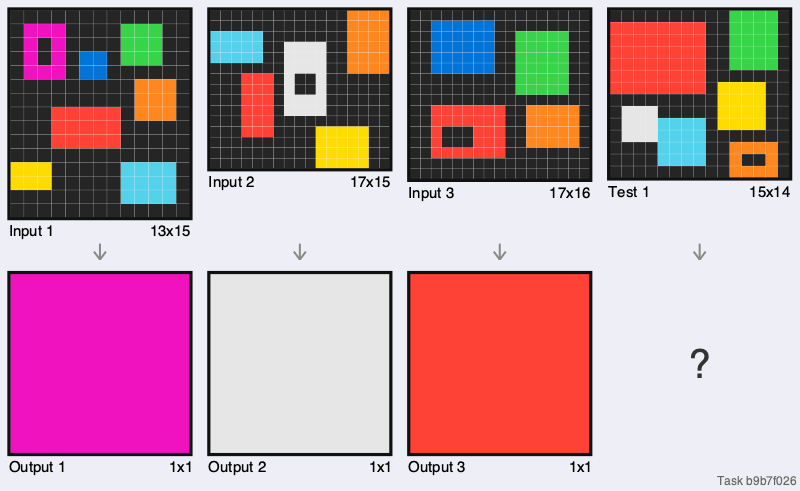 Input 1 13x15
Input 2 17x15
Input 3 17x16
Test 1 15x14
Output 1 1x1
Output 2 1x1
Output 3 1x1
?
Task b9b7f026